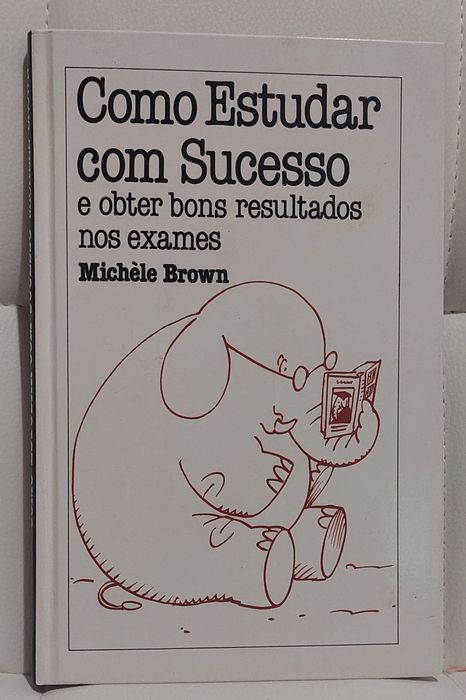 Como Estudar
com Sucesso
e obter bons resultados
nos exames
Michèle Brown